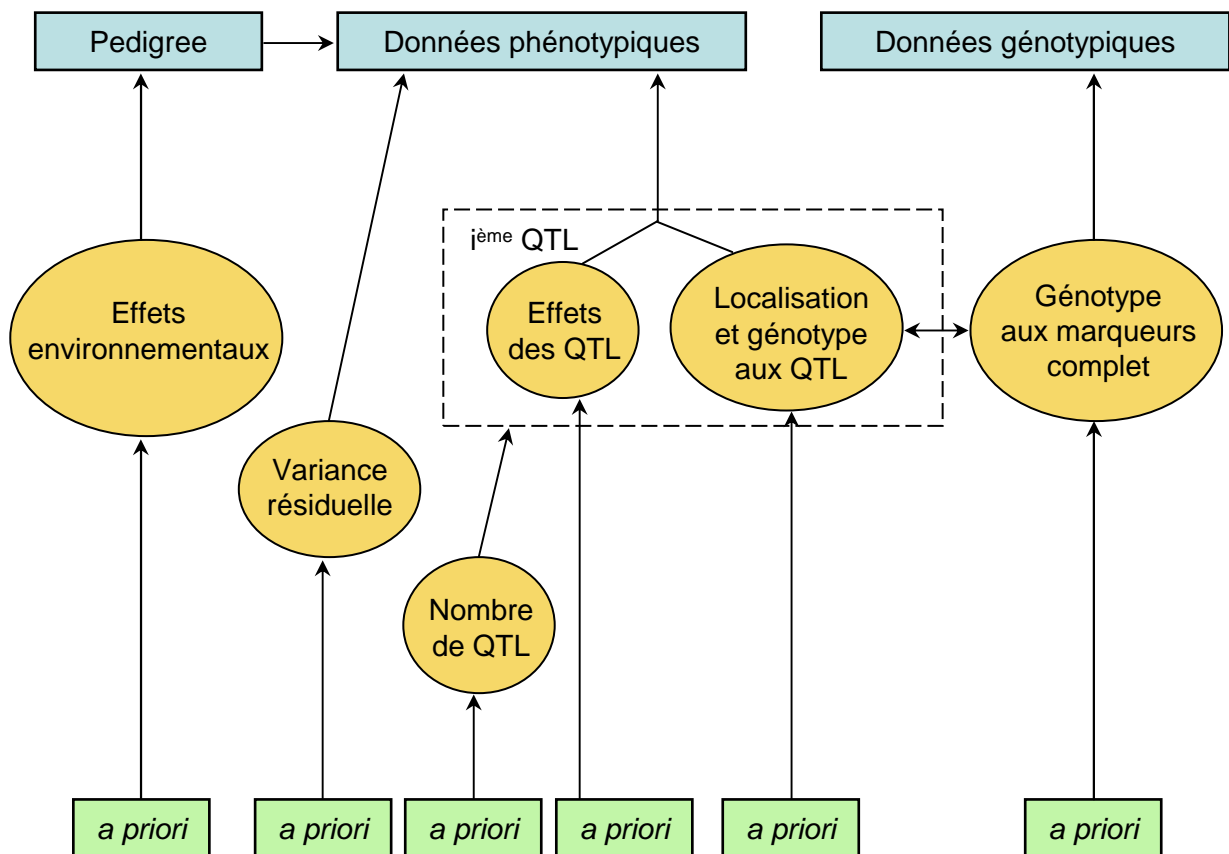 Pedigree
Données phénotypiques
Données génotypiques
ième QTL
Effets
environnementaux
Effets
des QTL
Localisation
et génotype
aux QTL
Génotype
aux marqueurs
complet
Variance
résiduelle
Nombre
de QTL
a priori
a priori
a priori
a priori
a priori
a priori